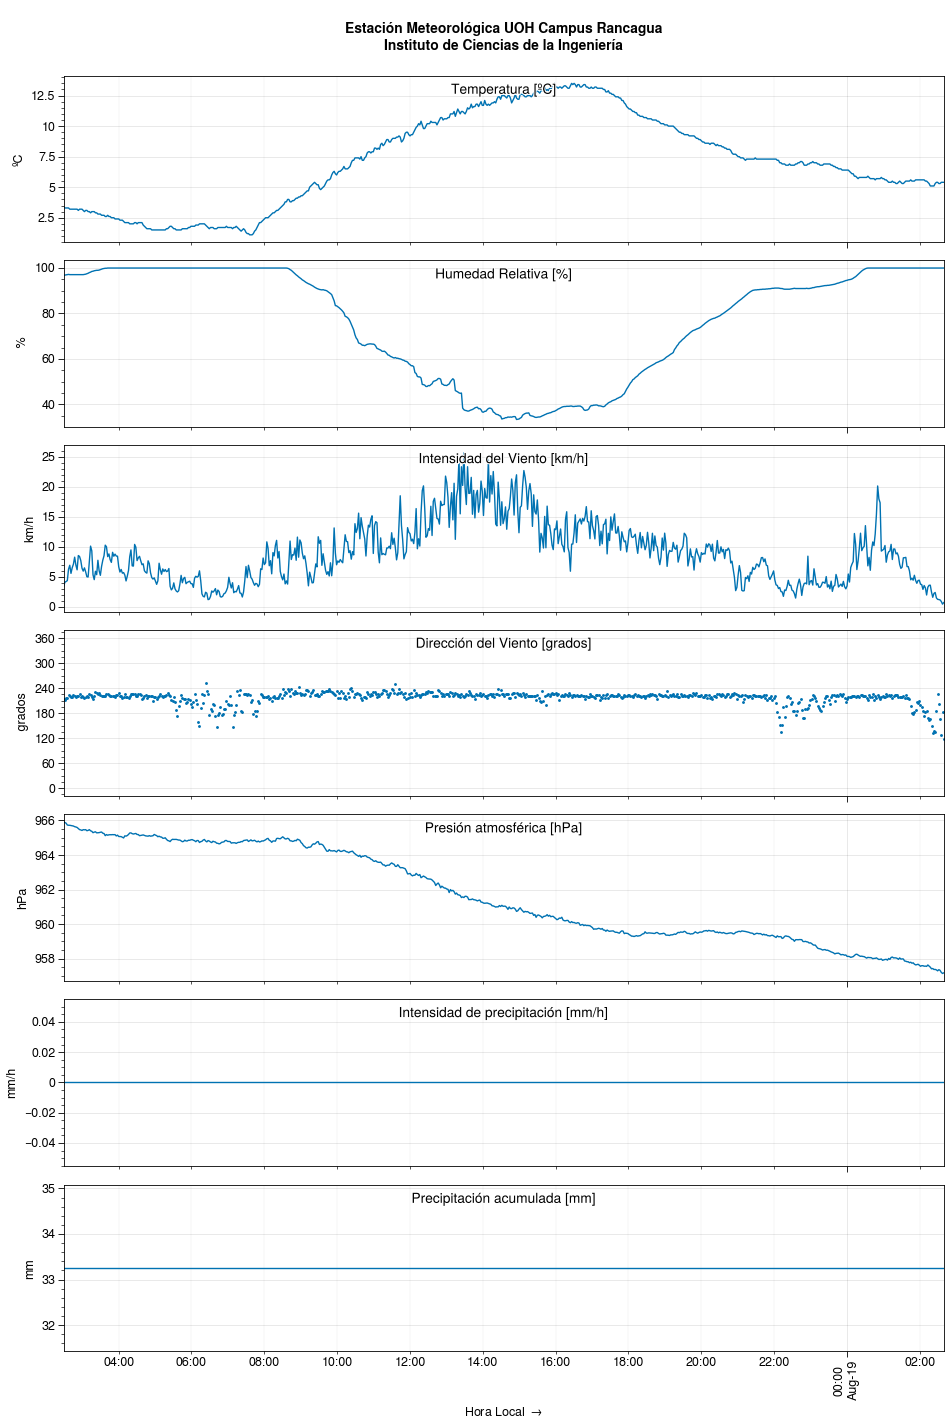 Estación Meteorológica UOH Campus Rancagua
Instituto de Ciencias de la Ingeniería
Temperatura [ºC]
12.5
10
7.5
5
2.5
ºC
Humedad Relativa [%]
100
80
60
40
%
Intensidad del Viento [km/h]
25
20
15
10
5
0
km/h
Dirección del Viento [grados]
360
300
240
180
120
60
0
grados
Presión atmosférica [hPa]
966
964
962
960
958
hPa
Intensidad de precipitación [mm/h]
0.04
0.02
0
−0.02
−0.04
mm/h
Precipitación acumulada [mm]
35
34
33
32
mm
04:00 06:00 08:00 10:00 12:00 14:00 16:00 18:00 20:00 22:00 00:00 02:00
Aug-19
Hora Local →